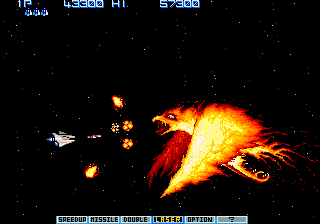 1P 43300 HI 57300
SPEEDUP MISSILE DOUBLE LASER OPTION ?